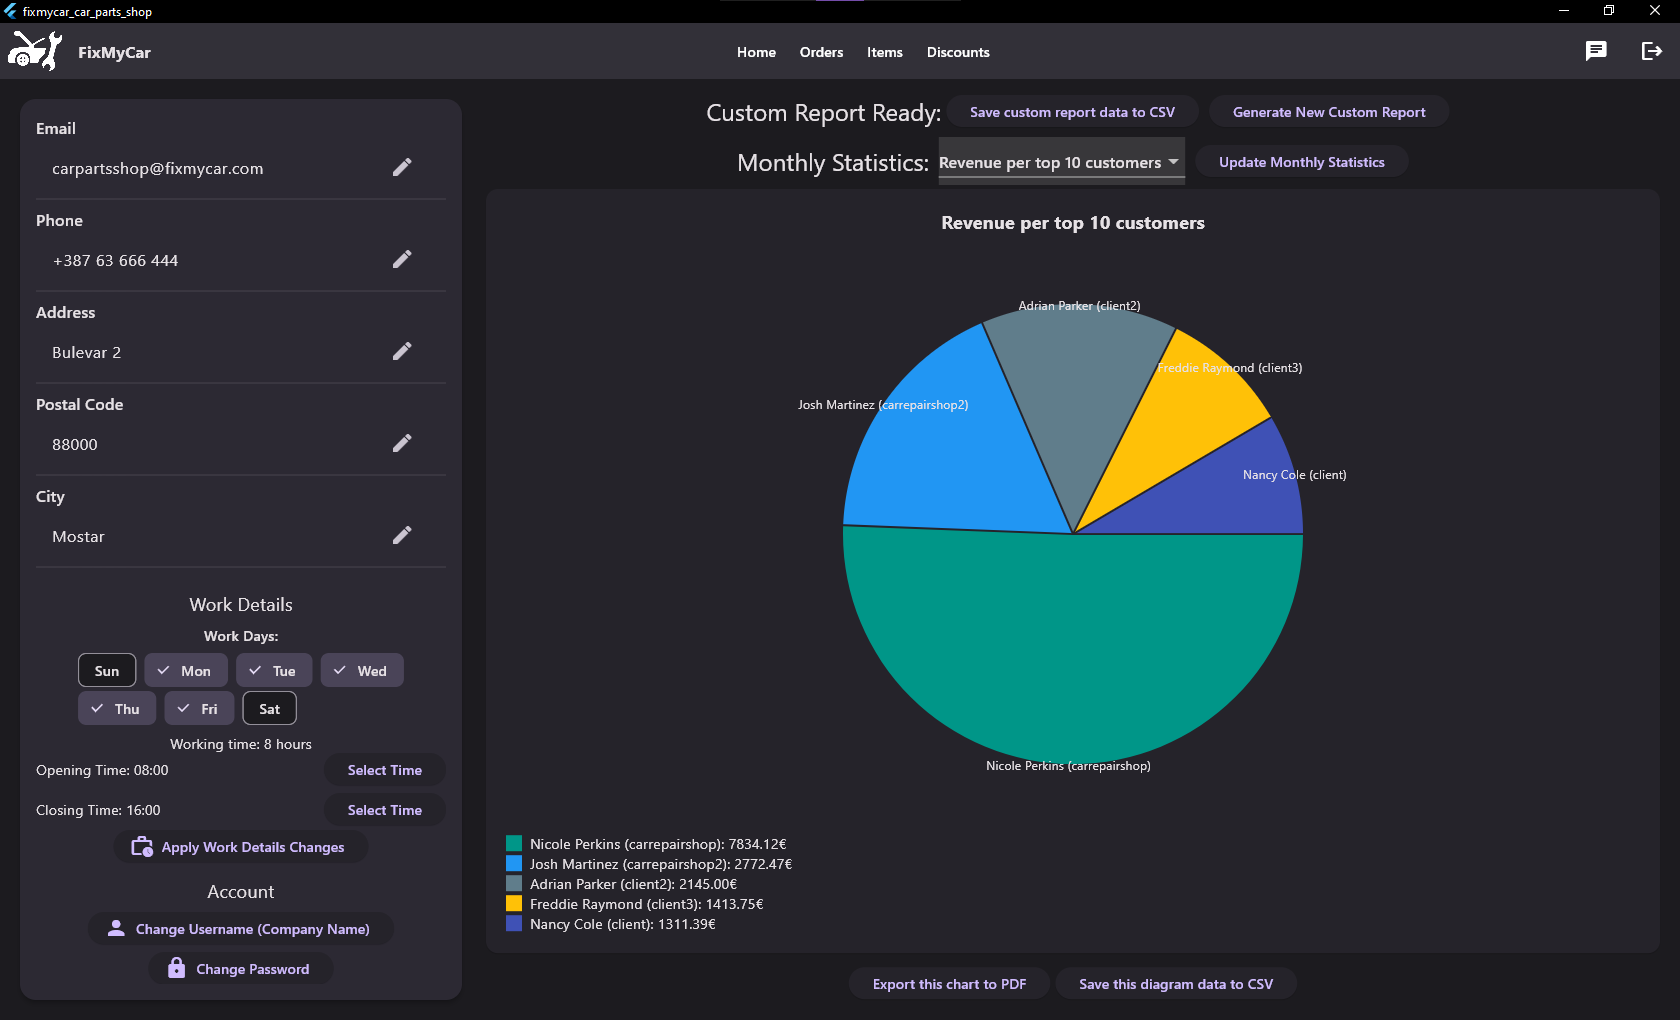 fixmycar_car_parts_shop
FixMyCar
Home Orders Items Discounts
Email
carpartsshop@fixmycar.com
Phone
+387 63 666 444
Address
Bulevar 2
Postal Code
88000
City
Mostar
Work Details
Work Days:
Sun Mon Tue Wed
Thu Fri Sat
Working time: 8 hours
Opening Time: 08:00 Select Time
Closing Time: 16:00 Select Time
Apply Work Details Changes
Account
Change Username (Company Name)
Change Password
Custom Report Ready: Save custom report data to CSV Generate New Custom Report
Monthly Statistics: Revenue per top 10 customers Update Monthly Statistics
Revenue per top 10 customers
Adrian Parker (client2)
Freddie Raymond (client3)
Josh Martinez (carrepairshop2)
Nancy Cole (client)
Nicole Perkins (carrepairshop)
Nicole Perkins (carrepairshop): 7834.12€
Josh Martinez (carrepairshop2): 2772.47€
Adrian Parker (client2): 2145.00€
Freddie Raymond (client3): 1413.75€
Nancy Cole (client): 1311.39€
Export this chart to PDF Save this diagram data to CSV